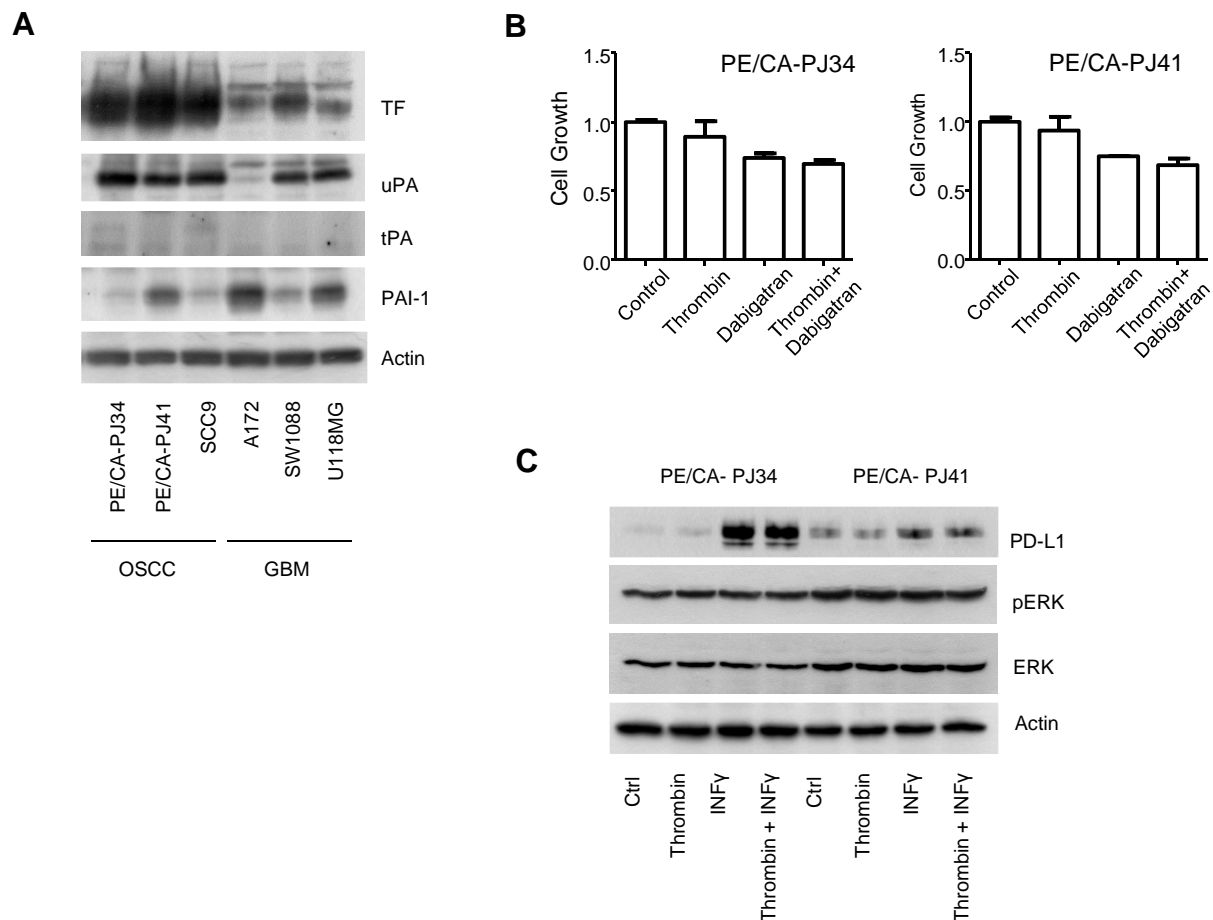 A
TF
uPA
tPA
PAI-1
Actin
PE/CA-PJ34
PE/CA-PJ41
SCC9
A172
SW1088
U118MG
OSCC
GBM
B
PE/CA-PJ34
Cell Growth
1.5
1.0
0.5
0.0
Control
Thrombin
Dabigatran
Thrombin+
Dabigatran
PE/CA-PJ41
Cell Growth
1.5
1.0
0.5
0.0
Control
Thrombin
Dabigatran
Thrombin+
Dabigatran
C
PE/CA- PJ34
PE/CA- PJ41
PD-L1
pERK
ERK
Actin
Ctrl
Thrombin
INFγ
Thrombin + INFγ
Ctrl
Thrombin
INFγ
Thrombin + INFγ